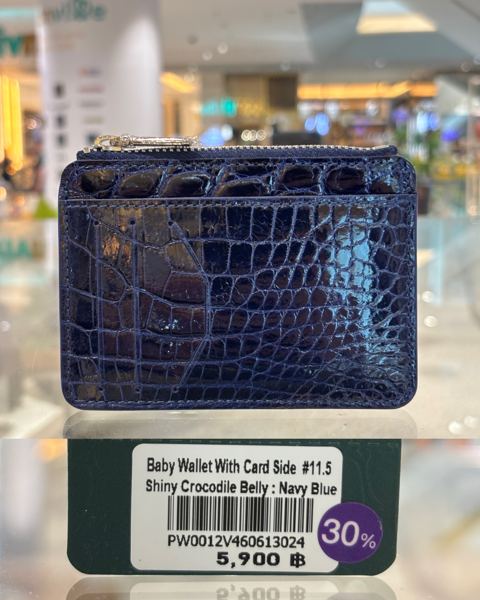 Baby Wallet With Card Side #11.5
Shiny Crocodile Belly : Navy Blue
PW0012V460613024
30%
5,900 ฿